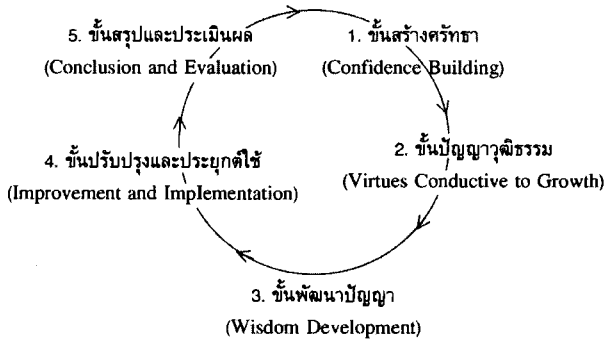 1. ขั้นสร้างศรัทธา
(Confidence Building)
2. ขั้นปัญญาวุฒิธรรม
(Virtues Conductive to Growth)
3. ขั้นพัฒนาปัญญา
(Wisdom Development)
4. ขั้นปรับปรุงและประยุกต์ใช้
(Improvement and Implementation)
5. ขั้นสรุปและประเมินผล
(Conclusion and Evaluation)